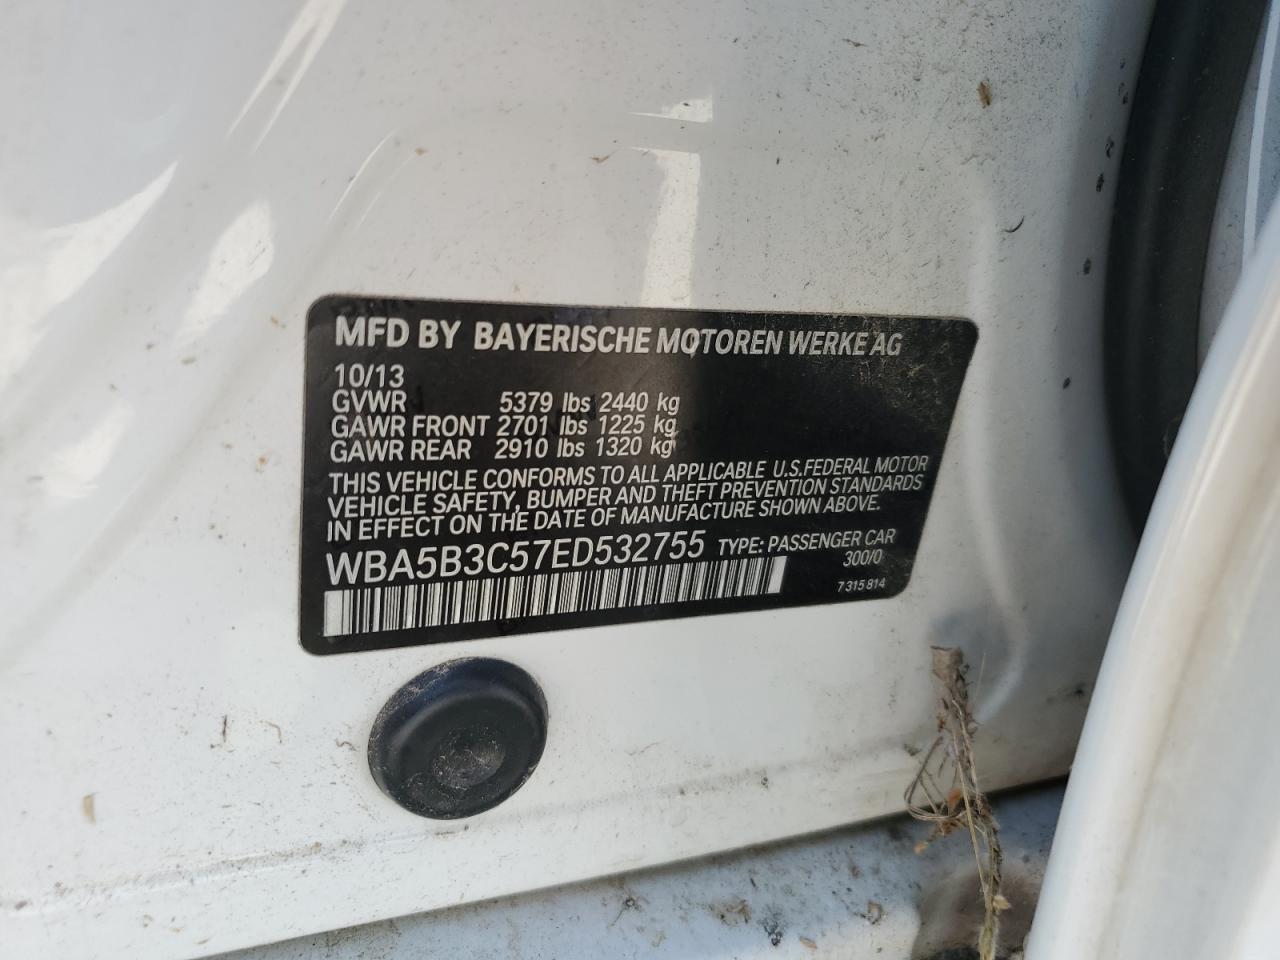 MFD BY BAYERISCHE MOTOREN WERKE AG
10/13
GVWR 5379 lbs 2440 kg
GAWR FRONT 2701 lbs 1225 kg
GAWR REAR 2910 lbs 1320 kg
THIS VEHICLE CONFORMS TO ALL APPLICABLE U.S.FEDERAL MOTOR
VEHICLE SAFETY, BUMPER AND THEFT PREVENTION STANDARDS
IN EFFECT ON THE DATE OF MANUFACTURE SHOWN ABOVE.
WBA5B3C57ED532755 TYPE: PASSENGER CAR
300/0
7 315 814